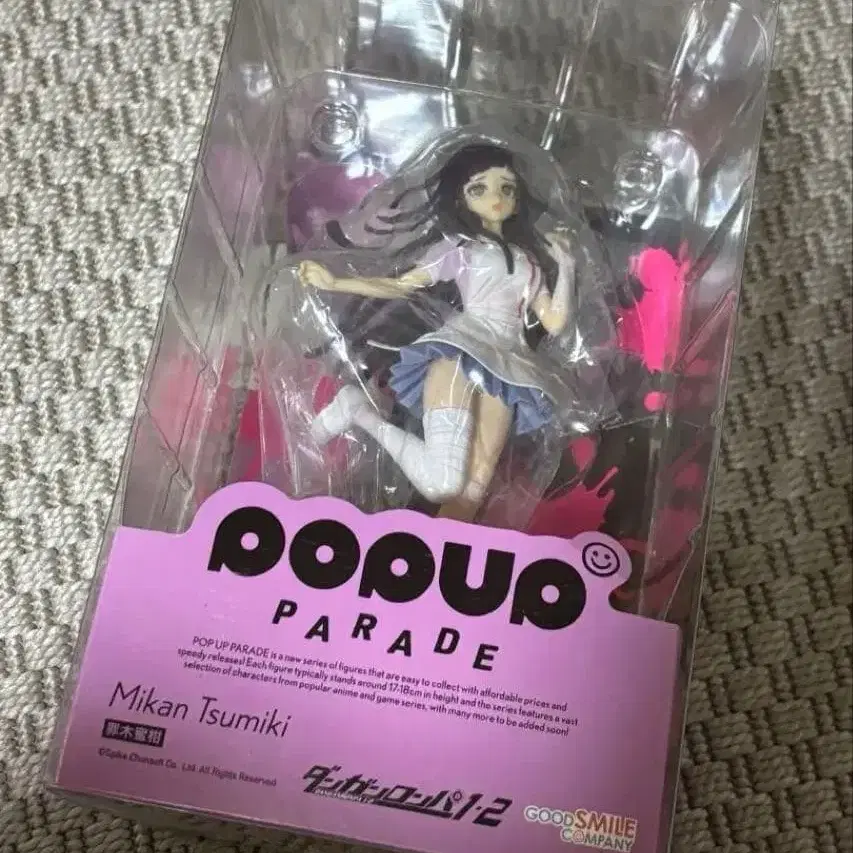 POPUP
PARADE
POP UP PARADE is a new series of figures that are easy to collect with affordable prices and
speedy releases! Each figure typically stands around 17-18cm in height and the series features a vast
selection of characters from popular anime and game series, with many more to be added soon!
Mikan Tsumiki
罪木蜜柑
©Spike Chunsoft Co., Ltd. All Rights Reserved.
ダンガンロンパ1・2
GOOD SMILE
COMPANY